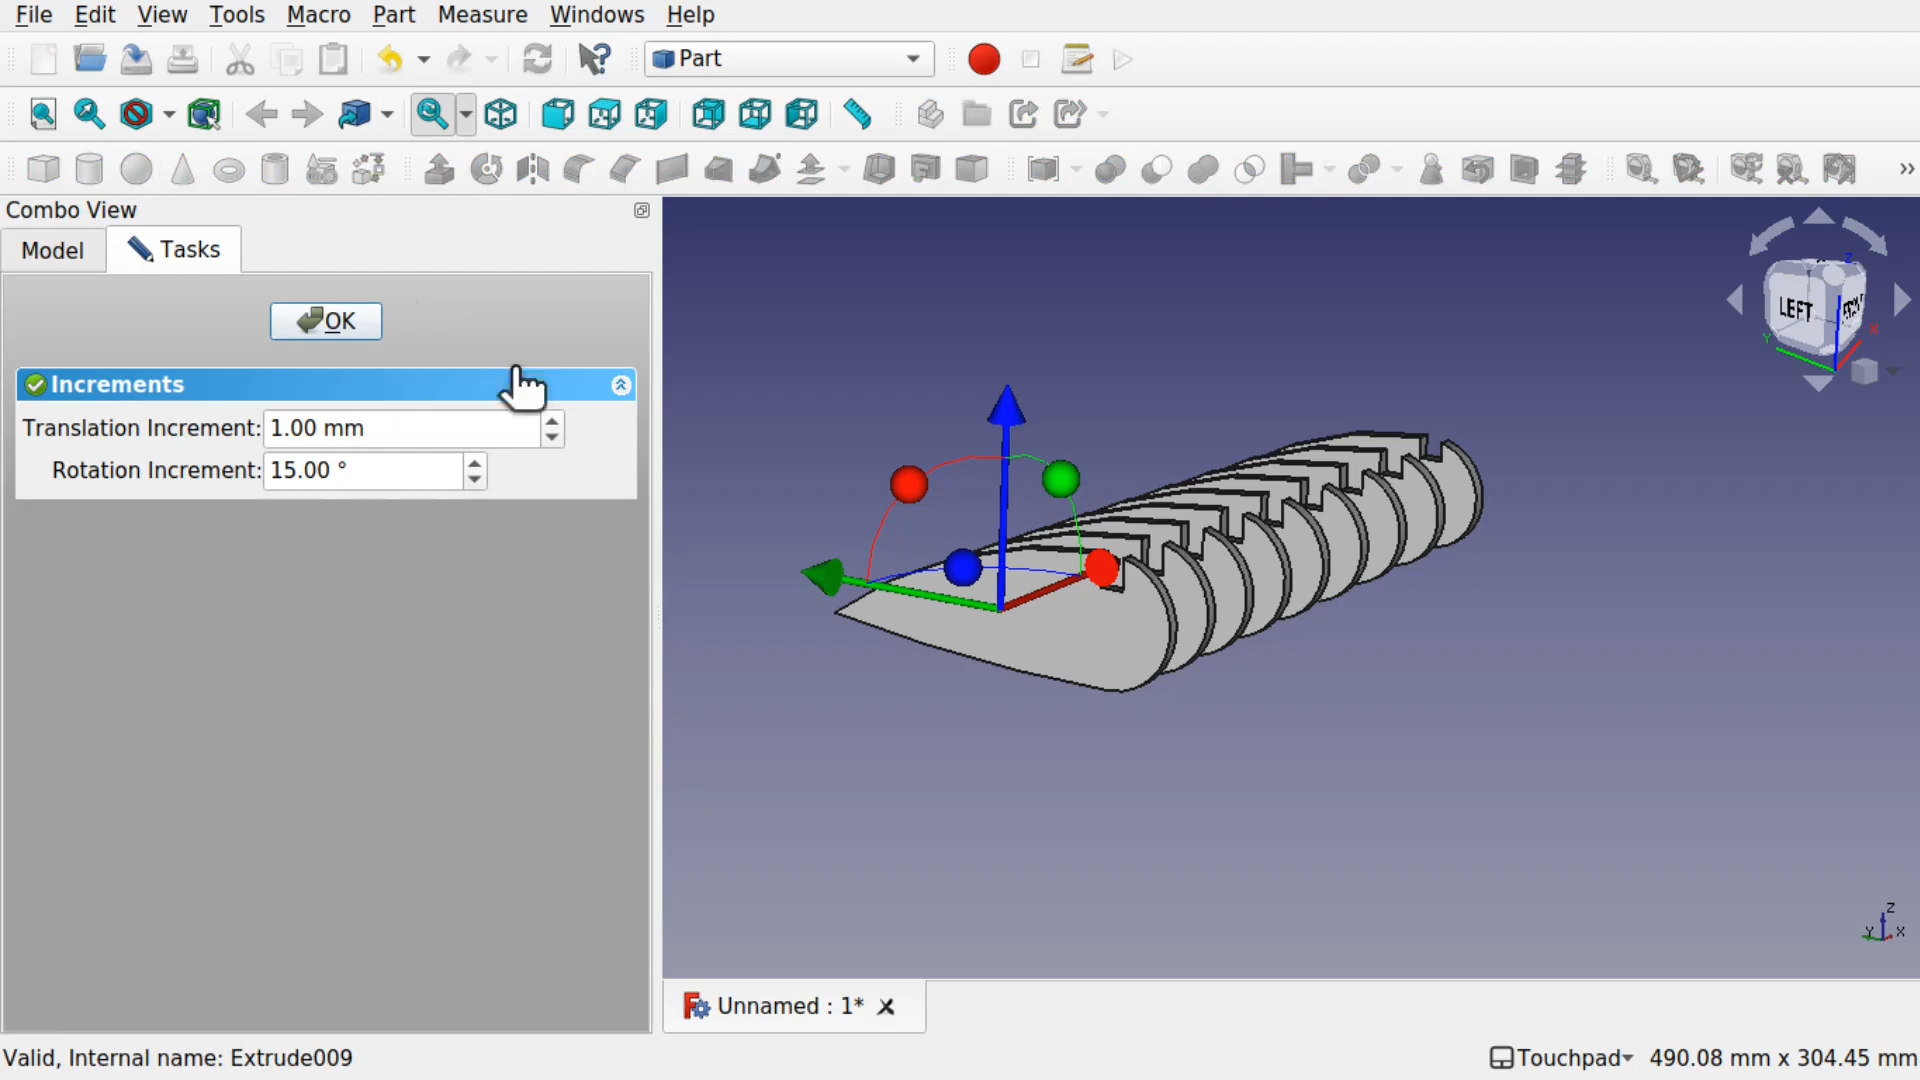 File Edit View Tools Macro Part Measure Windows Help
Part
Combo View
Model Tasks
OK
Increments
Translation Increment: 1.00 mm
Rotation Increment: 15.00 °
LEFT
Z
X
Y
Z
Y X
Unnamed : 1*
Valid, Internal name: Extrude009
Touchpad 490.08 mm x 304.45 mm